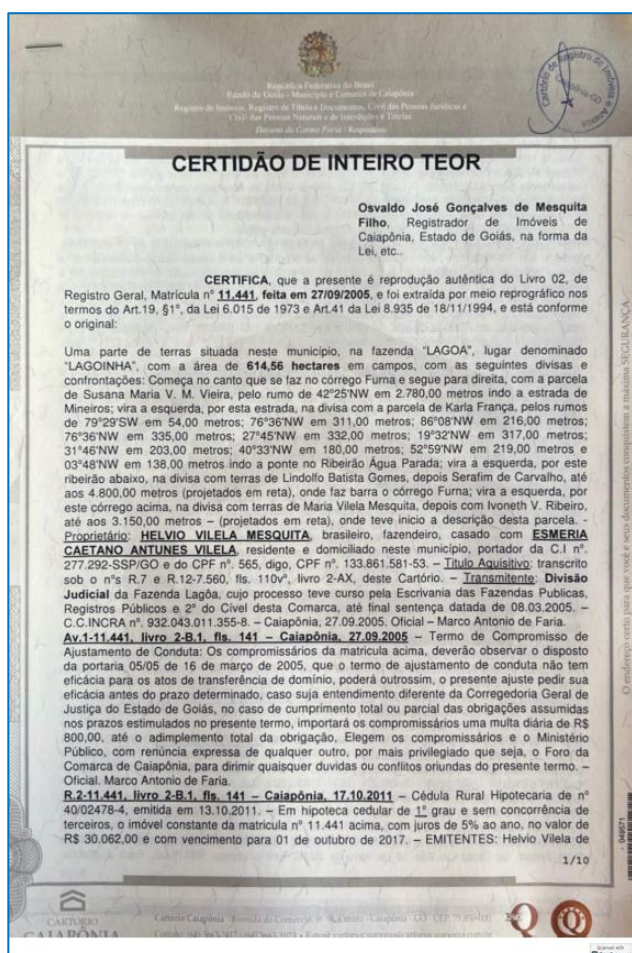 República Federativa do Brasil
Estado de Goiás - Município e Comarca de Caiapônia
Registro de Imóveis, Registro de Títulos e Documentos, Civil das Pessoas Jurídicas e
Civil das Pessoas Naturais e de Interdições e Tutelas
Dayana do Carmo Faria / Respondente
CERTIDÃO DE INTEIRO TEOR
Osvaldo José Gonçalves de Mesquita
Filho, Registrador de Imóveis de
Caiapônia, Estado de Goiás, na forma da
Lei, etc..
CERTIFICA, que a presente é reprodução autêntica do Livro 02, de
Registro Geral, Matrícula nº 11.441, feita em 27/09/2005, e foi extraída por meio reprográfico nos
termos do Art.19, §1º, da Lei 6.015 de 1973 e Art.41 da Lei 8.935 de 18/11/1994, e está conforme
o original:
Uma parte de terras situada neste município, na fazenda "LAGOA", lugar denominado
"LAGOINHA", com a área de 614,56 hectares em campos, com as seguintes divisas e
confrontações: Começa no canto que se faz no córrego Furna e segue para direita, com a parcela
de Susana Maria V. M. Vieira, pelo rumo de 42°25'NW em 2.780,00 metros indo a estrada de
Mineiros; vira a esquerda, por esta estrada, na divisa com a parcela de Karla França, pelos rumos
de 79°29'SW em 54,00 metros; 76°36'NW em 311,00 metros; 86°08'NW em 216,00 metros;
76°36'NW em 335,00 metros; 27°45'NW em 332,00 metros; 19°32'NW em 317,00 metros;
31°46'NW em 203,00 metros; 40°33'NW em 180,00 metros; 52°59'NW em 219,00 metros e
03°48'NW em 138,00 metros indo a ponte no Ribeirão Água Parada; vira a esquerda, por este
ribeirão abaixo, na divisa com terras de Lindolfo Batista Gomes, depois Serafim de Carvalho, até
aos 4.800,00 metros (projetados em reta), onde faz barra o córrego Furna; vira a esquerda, por
este córrego acima, na divisa com terras de Maria Vilela Mesquita, depois com Ivoneth V. Ribeiro,
até aos 3.150,00 metros – (projetados em reta), onde teve inicio a descrição desta parcela. -
Proprietário: HELVIO VILELA MESQUITA, brasileiro, fazendeiro, casado com ESMERIA
CAETANO ANTUNES VILELA, residente e domiciliado neste município, portador da C.I nº
277.292-SSP/GO e do CPF nº. 565, digo, CPF nº. 133.861.581-53. – Título Aquisitivo: transcrito
sob o nºs R.7 e R.12-7.560, fls. 110vº, livro 2-AX, deste Cartório. – Transmitente: Divisão
Judicial da Fazenda Lagôa, cujo processo teve curso pela Escrivania das Fazendas Publicas,
Registros Públicos e 2º do Cível desta Comarca, até final sentença datada de 08.03.2005. –
C.C.INCRA nº. 932.043.011.355-8. – Caiapônia, 27.09.2005. Oficial – Marco Antonio de Faria.
Av.1-11.441, livro 2-B.1, fls. 141 – Caiapônia, 27.09.2005 – Termo de Compromisso de
Ajustamento de Conduta: Os compromissários da matricula acima, deverão observar o disposto
da portaria 05/05 de 16 de março de 2005, que o termo de ajustamento de conduta não tem
eficácia para os atos de transferência de domínio, poderá outrossim, o presente ajuste pedir sua
eficácia antes do prazo determinado, caso suja entendimento diferente da Corregedoria Geral de
Justiça do Estado de Goiás, no caso de cumprimento total ou parcial das obrigações assumidas
nos prazos estimulados no presente termo, importará os compromissários uma multa diária de R$
800,00, até o adimplemento total da obrigação, Elegem os compromissários e o Ministério
Público, com renúncia expressa de qualquer outro, por mais privilegiado que seja, o Foro da
Comarca de Caiapônia, para dirimir quaisquer duvidas ou conflitos oriundas do presente termo. –
Oficial. Marco Antonio de Faria.
R.2-11.441, livro 2-B.1, fls. 141 – Caiapônia, 17.10.2011 – Cédula Rural Hipotecaria de nº
40/02478-4, emitida em 13.10.2011. – Em hipoteca cedular de 1º grau e sem concorrência de
terceiros, o imóvel constante da matricula nº 11.441 acima, com juros de 5% ao ano, no valor de
R$ 30.062,00 e com vencimento para 01 de outubro de 2017. – EMITENTES: Helvio Vilela de
1/10
O endereço certo para que você e seus documentos conquistem a máxima SEGURANÇA.
CARTÓRIO
CAIAPÔNIA